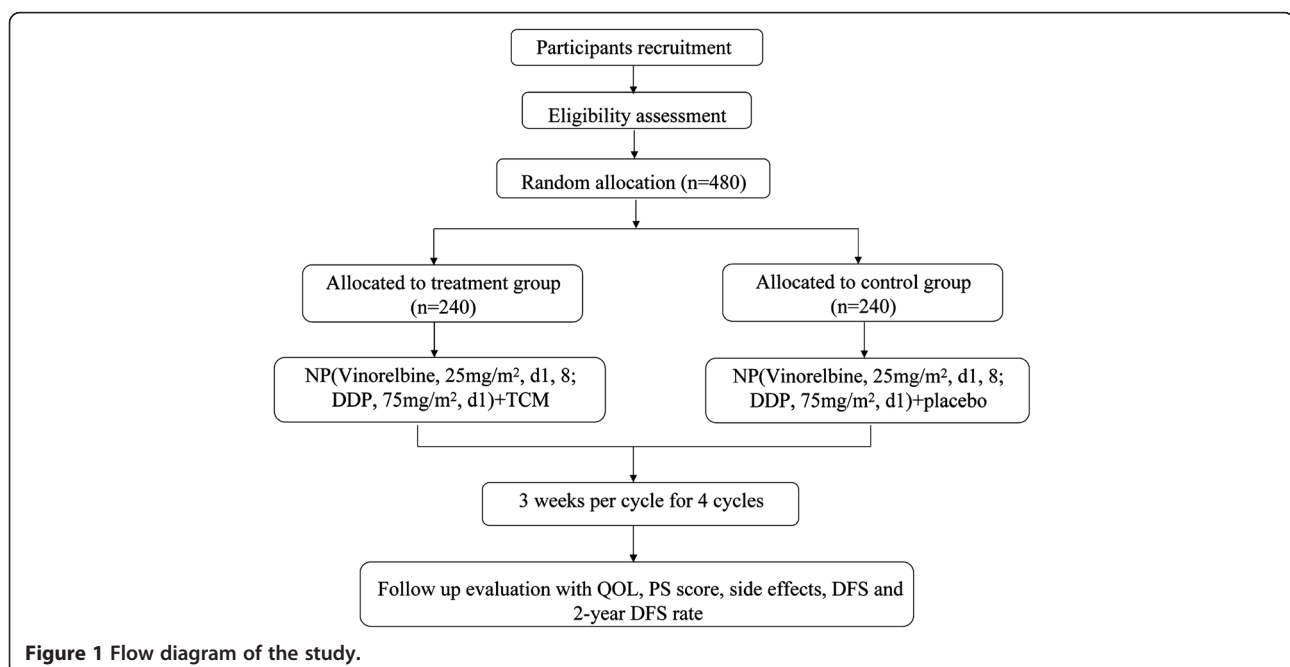 Participants recruitment
Eligibility assessment
Random allocation (n=480)
Allocated to treatment group
(n=240)
Allocated to control group
(n=240)
NP(Vinorelbine, 25mg/m², d1, 8;
DDP, 75mg/m², d1)+TCM
NP(Vinorelbine, 25mg/m², d1, 8;
DDP, 75mg/m², d1)+placebo
3 weeks per cycle for 4 cycles
Follow up evaluation with QOL, PS score, side effects, DFS and
2-year DFS rate
Figure 1 Flow diagram of the study.